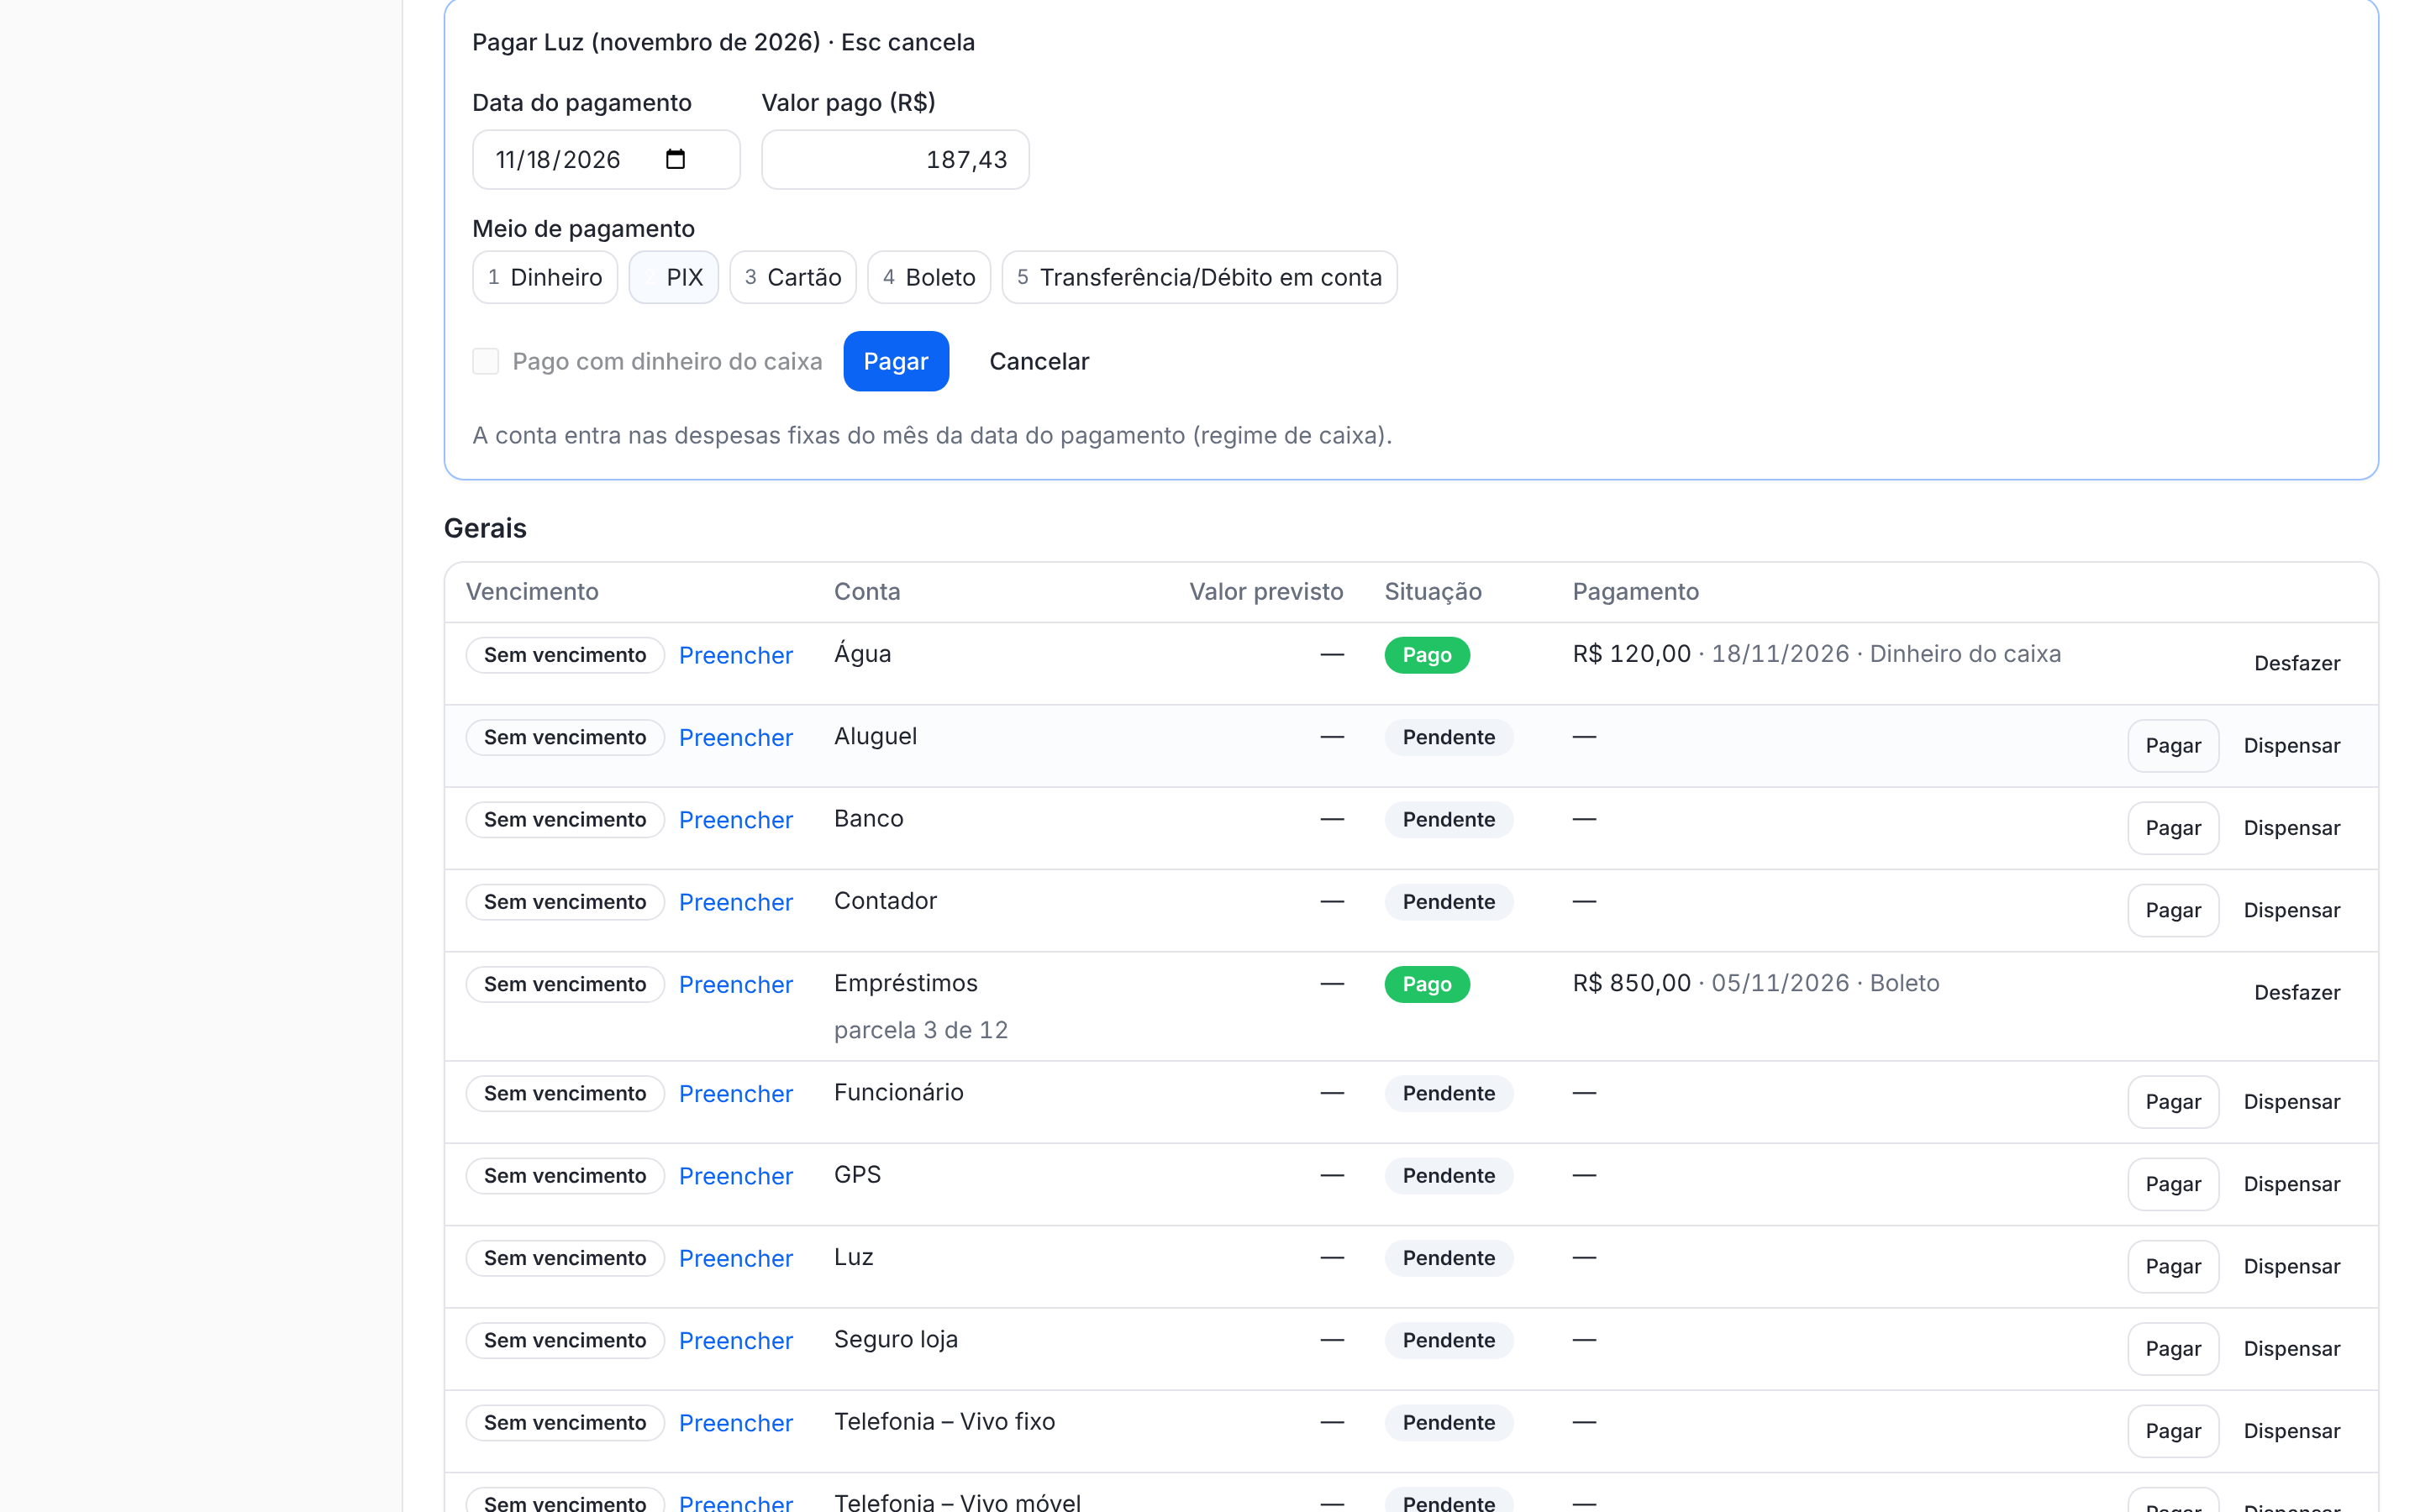 Pagar Luz (novembro de 2026) · Esc cancela
Data do pagamento Valor pago (R$)
11/18/2026 187,43
Meio de pagamento
1 Dinheiro PIX 3 Cartão 4 Boleto 5 Transferência/Débito em conta
Pago com dinheiro do caixa Pagar Cancelar
A conta entra nas despesas fixas do mês da data do pagamento (regime de caixa).
Gerais
Vencimento Conta Valor previsto Situação Pagamento
Sem vencimento Preencher Água — Pago R$ 120,00 · 18/11/2026 · Dinheiro do caixa Desfazer
Sem vencimento Preencher Aluguel — Pendente — Pagar Dispensar
Sem vencimento Preencher Banco — Pendente — Pagar Dispensar
Sem vencimento Preencher Contador — Pendente — Pagar Dispensar
Sem vencimento Preencher Empréstimos — Pago R$ 850,00 · 05/11/2026 · Boleto Desfazer
parcela 3 de 12
Sem vencimento Preencher Funcionário — Pendente — Pagar Dispensar
Sem vencimento Preencher GPS — Pendente — Pagar Dispensar
Sem vencimento Preencher Luz — Pendente — Pagar Dispensar
Sem vencimento Preencher Seguro loja — Pendente — Pagar Dispensar
Sem vencimento Preencher Telefonia – Vivo fixo — Pendente — Pagar Dispensar
Sem vencimento Preencher Telefonia – Vivo móvel — Pendente — Pagar Dispensar